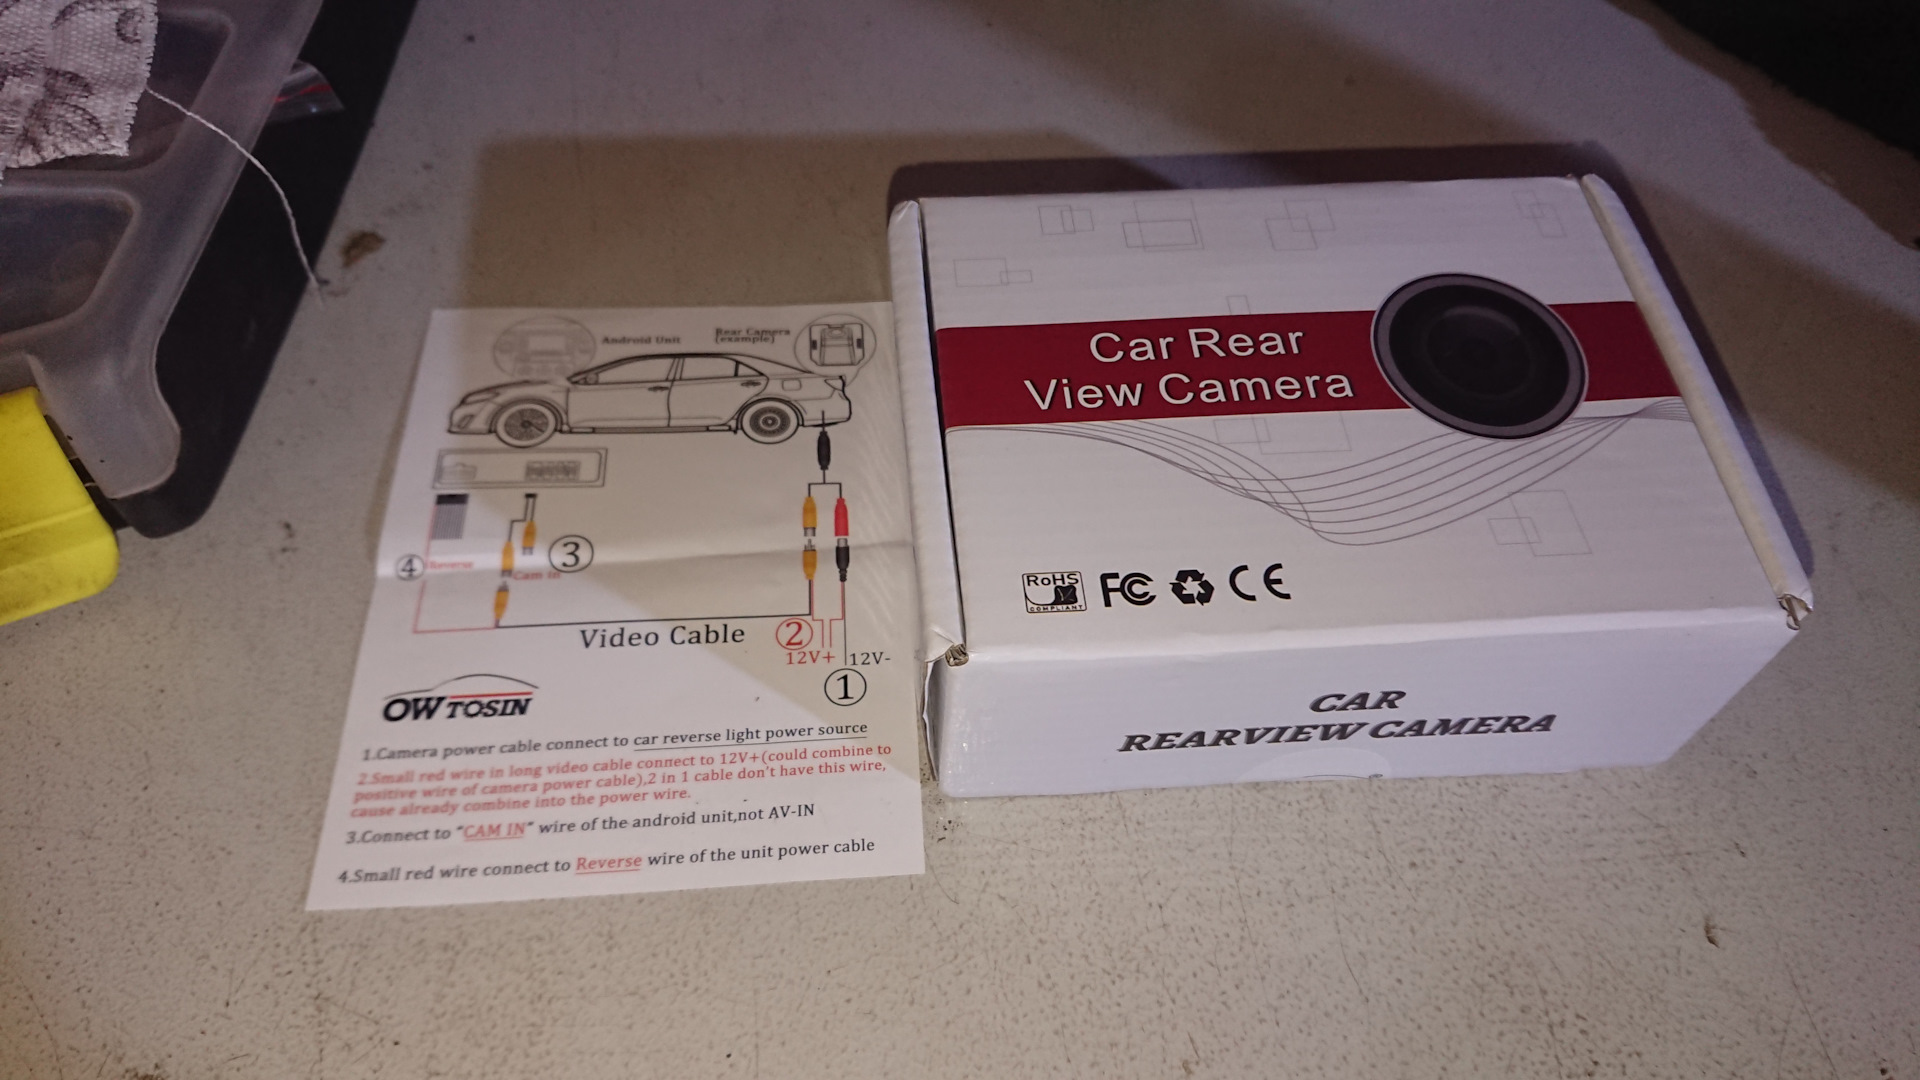 Android Unit
Rear Camera
(example)
4
Reverse
3
Cam in
Video Cable
2
12V+
12V-
1
OWTOSIN
1.Camera power cable connect to car reverse light power source
2.Small red wire in long video cable connect to 12V+(could combine to
positive wire of camera power cable),2 in 1 cable don't have this wire,
cause already combine into the power wire.
3.Connect to "CAM IN" wire of the android unit,not AV-IN
4.Small red wire connect to Reverse wire of the unit power cable
Car Rear
View Camera
RoHS
COMPLIANT
FC
CE
CAR
REARVIEW CAMERA